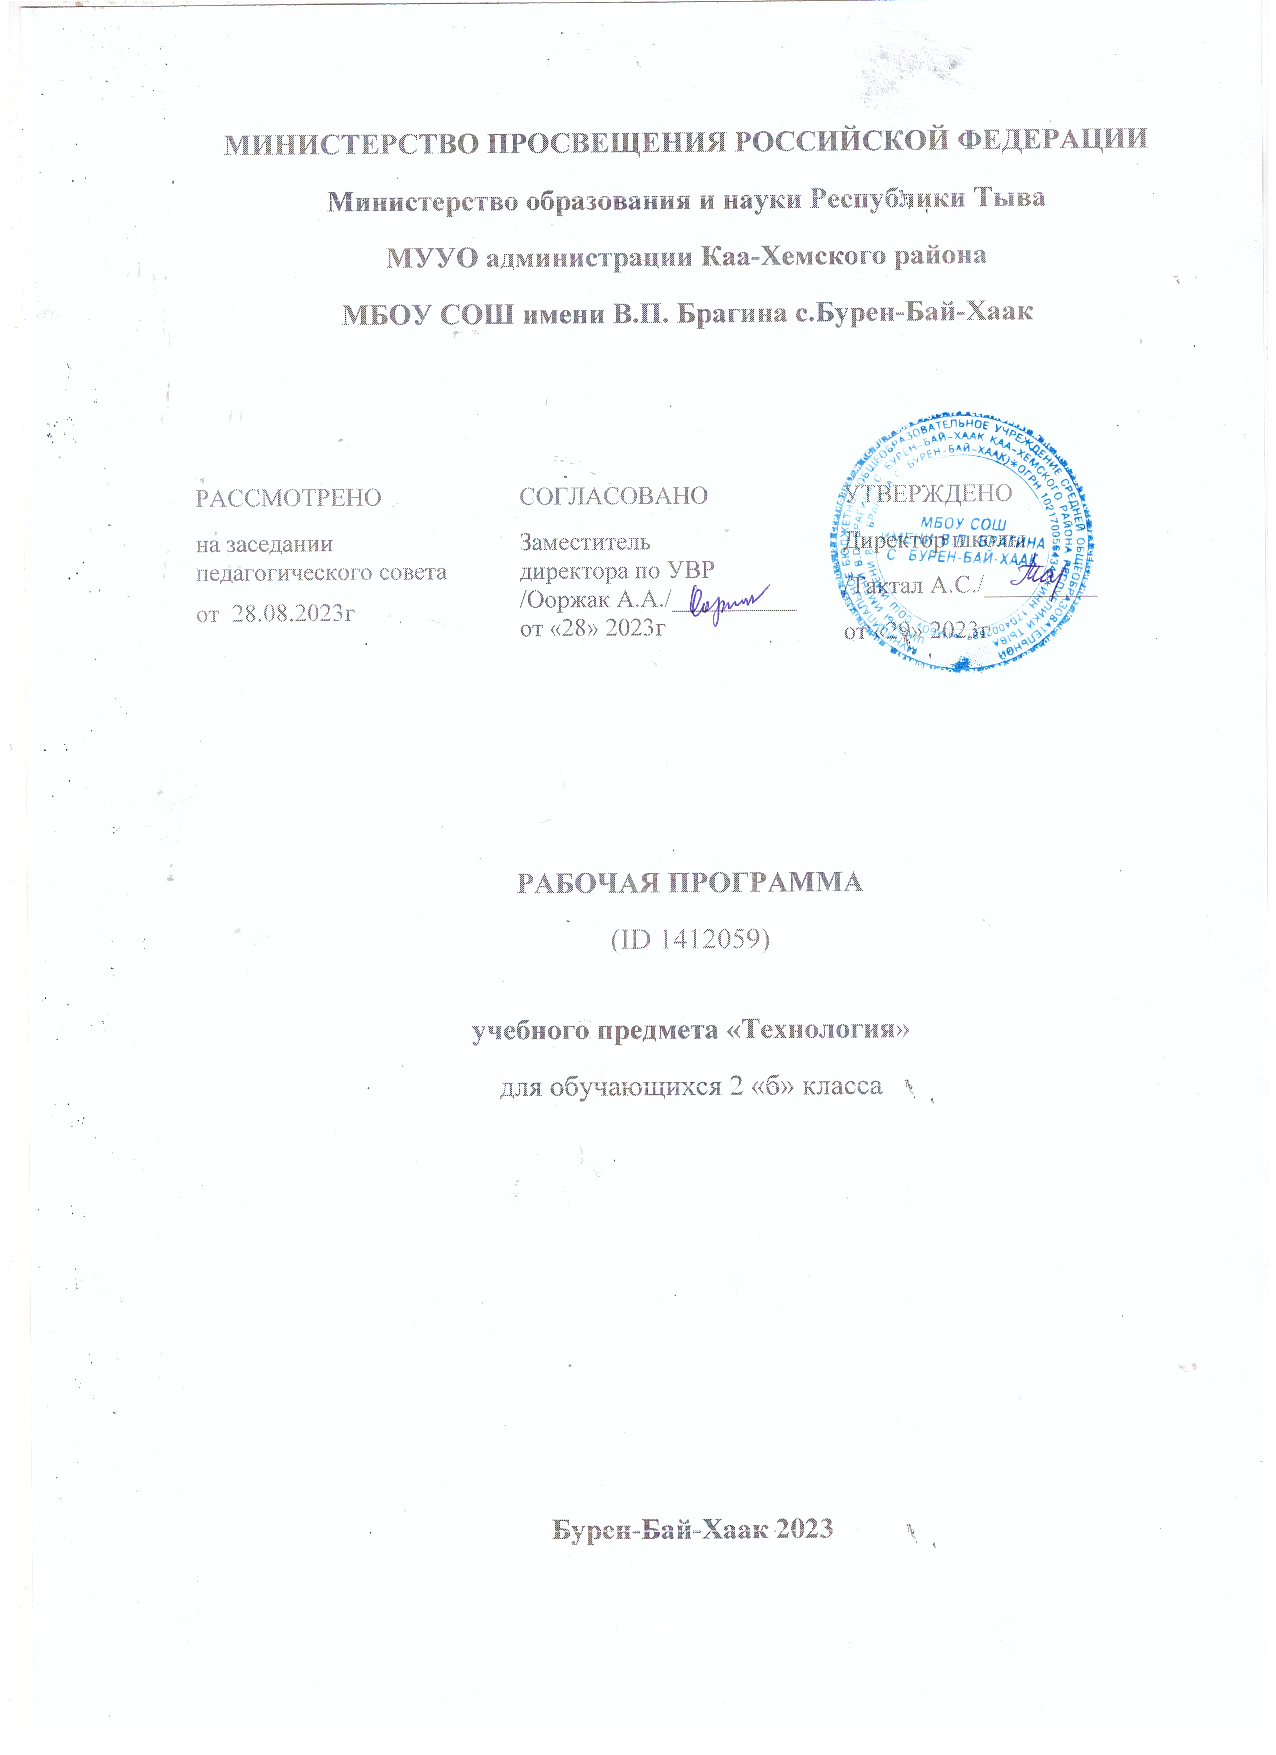 МИНИСТЕРСТВО ПРОСВЕЩЕНИЯ РОССИЙСКОЙ ФЕДЕРАЦИИ
Министерство образования и науки Республики Тыва
МУУО администрации Каа-Хемского района
МБОУ СОШ имени В.П. Брагина с.Бурен-Бай-Хаак
РАССМОТРЕНО
на заседании
педагогического совета
от 28.08.2023г
СОГЛАСОВАНО
Заместитель
директора по УВР
/Ооржак А.А./
от «28» 2023г
УТВЕРЖДЕНО
Директор школы
Тактал А.С./
от «29» 2023г
МБОУ СОШ
ИМЕНИ В.П. БРАГИНА
С БУРЕН-БАЙ-ХААК
РАБОЧАЯ ПРОГРАММА
(ID 1412059)
учебного предмета «Технология»
для обучающихся 2 «б» класса
Бурен-Бай-Хаак 2023